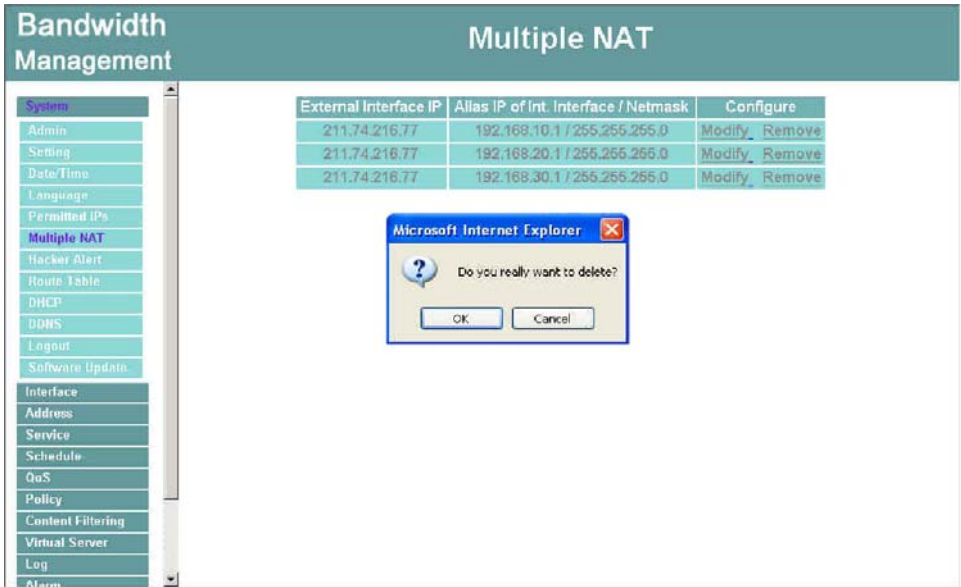 Bandwidth
Management
Multiple NAT
System
Admin
Setting
Date/Time
Language
Permitted IPs
Multiple NAT
Hacker Alert
Route Table
DHCP
DDNS
Logout
Software Update
Interface
Address
Service
Schedule
QoS
Policy
Content Filtering
Virtual Server
Log
Alarm
External Interface IP Alias IP of Int. Interface / Netmask Configure
211.74.216.77 192.168.10.1 / 255.255.255.0 Modify Remove
211.74.216.77 192.168.20.1 / 255.255.255.0 Modify Remove
211.74.216.77 192.168.30.1 / 255.255.255.0 Modify Remove
Microsoft Internet Explorer
Do you really want to delete?
OK Cancel